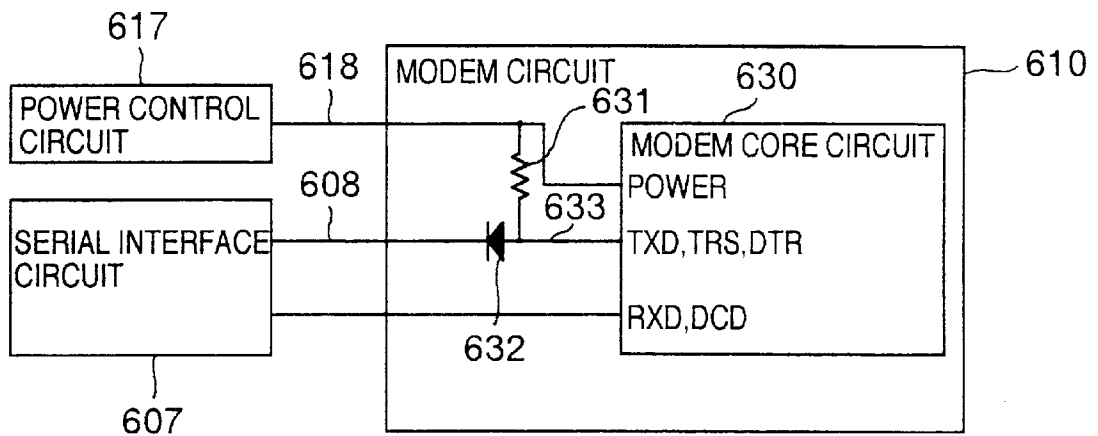 617
618
MODEM CIRCUIT
610
630
631
POWER CONTROL
CIRCUIT
MODEM CORE CIRCUIT
POWER
608
633
SERIAL INTERFACE
CIRCUIT
TXD,TRS,DTR
RXD,DCD
632
607